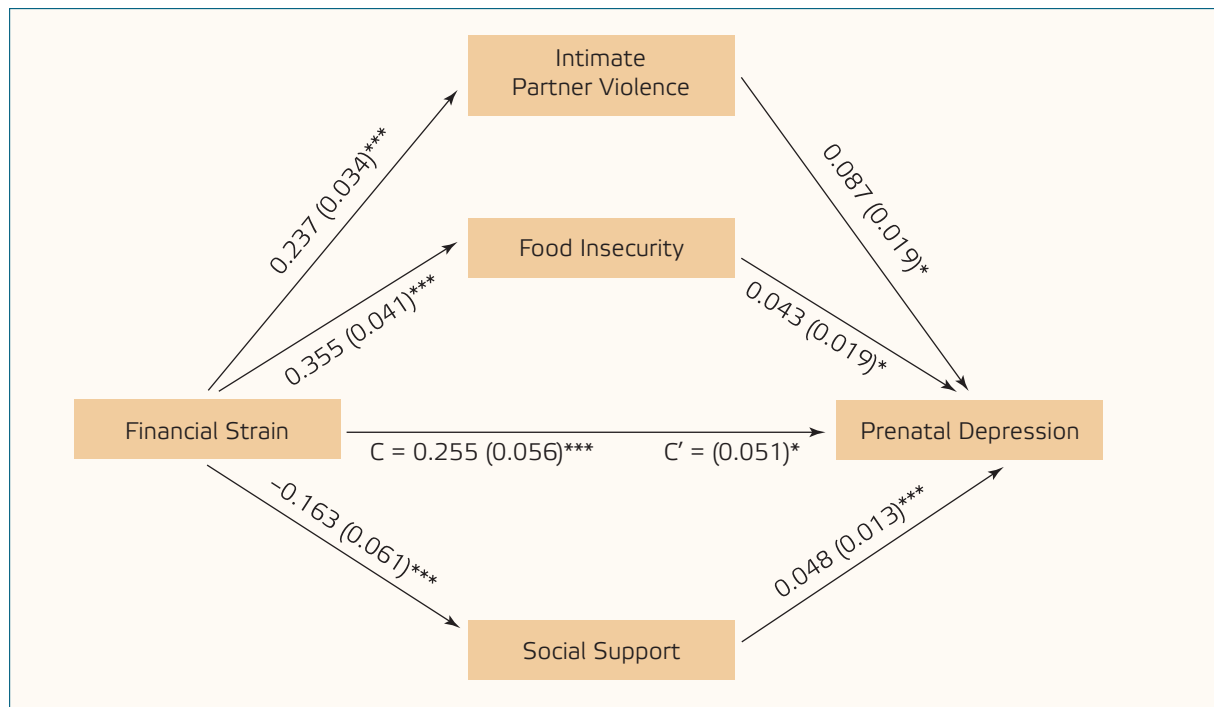 Intimate
Partner Violence
0.237 (0.034)***
0.087 (0.019)*
Food Insecurity
0.355 (0.041)***
0.043 (0.019)*
Financial Strain
Prenatal Depression
C = 0.255 (0.056)***
C′ = (0.051)*
–0.163 (0.061)***
0.048 (0.013)***
Social Support